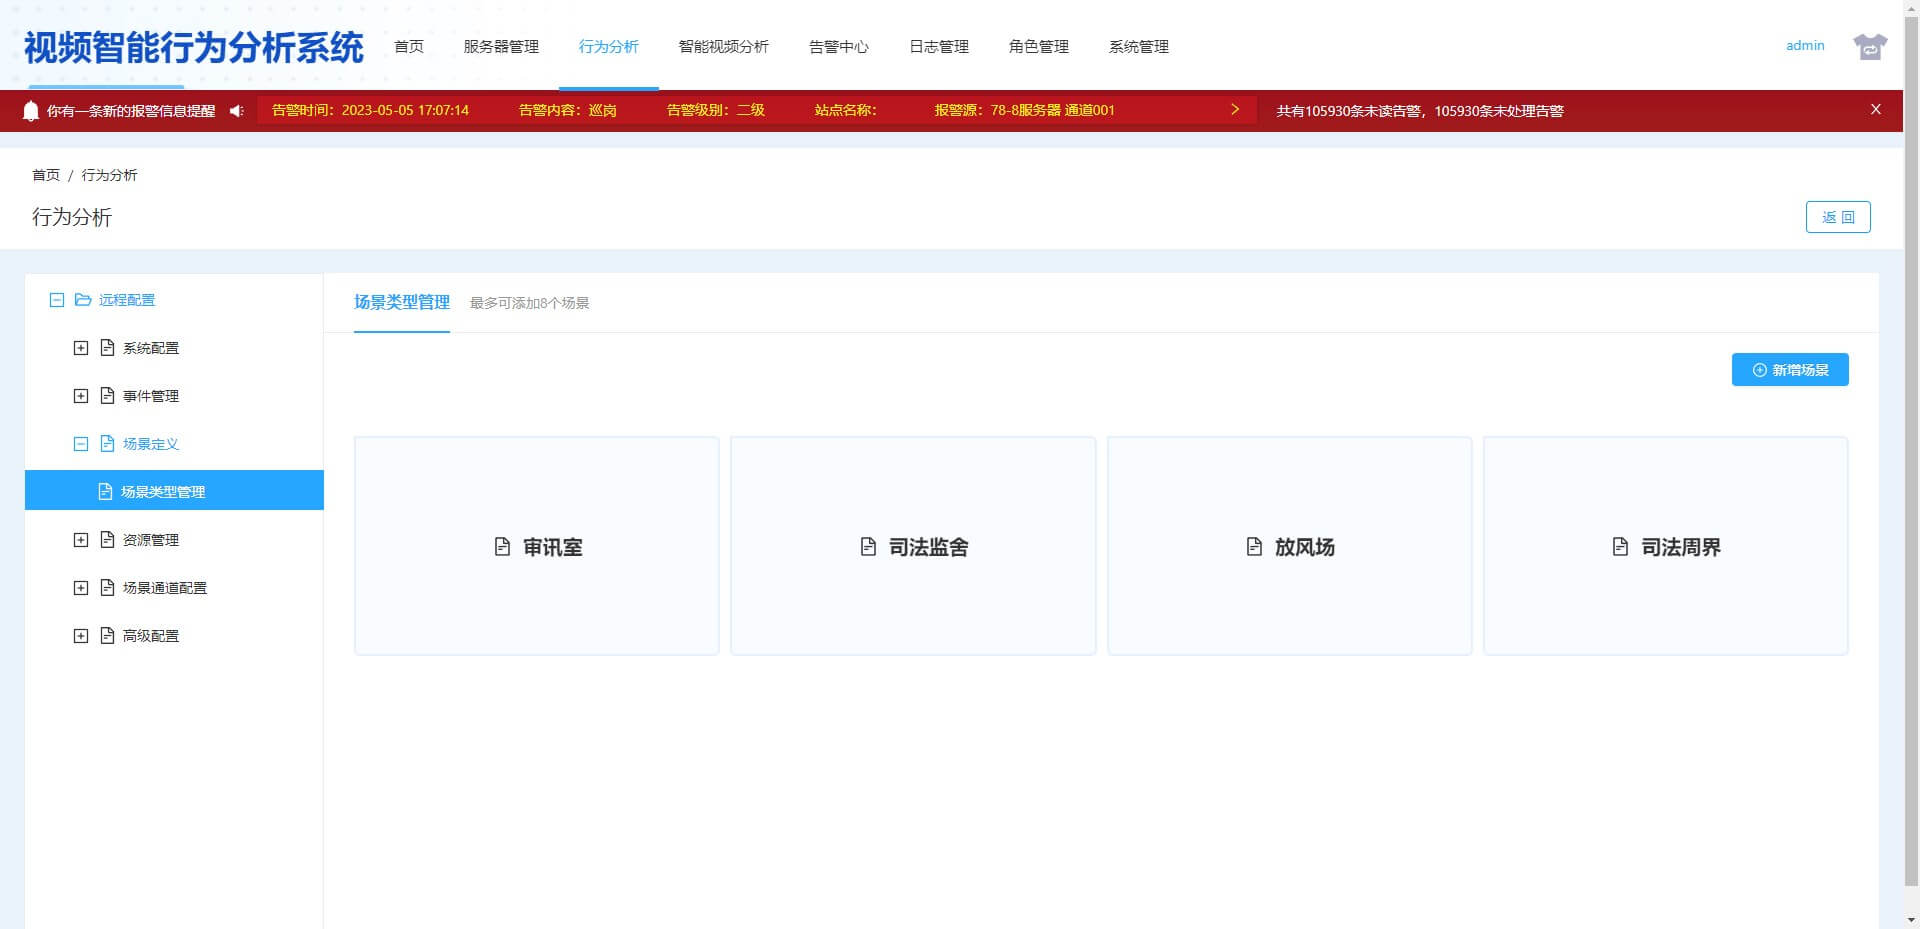 视频智能行为分析系统 首页 服务器管理 行为分析 智能视频分析 告警中心 日志管理 角色管理 系统管理 admin
你有一条新的报警信息提醒 告警时间：2023-05-05 17:07:14 告警内容：巡岗 告警级别：二级 站点名称： 报警源：78-8服务器 通道001 共有105930条未读告警，105930条未处理告警 X
首页 / 行为分析
行为分析
返 回
远程配置
系统配置
事件管理
场景定义
场景类型管理
资源管理
场景通道配置
高级配置
场景类型管理 最多可添加8个场景
新增场景
审讯室 司法监舍 放风场 司法周界